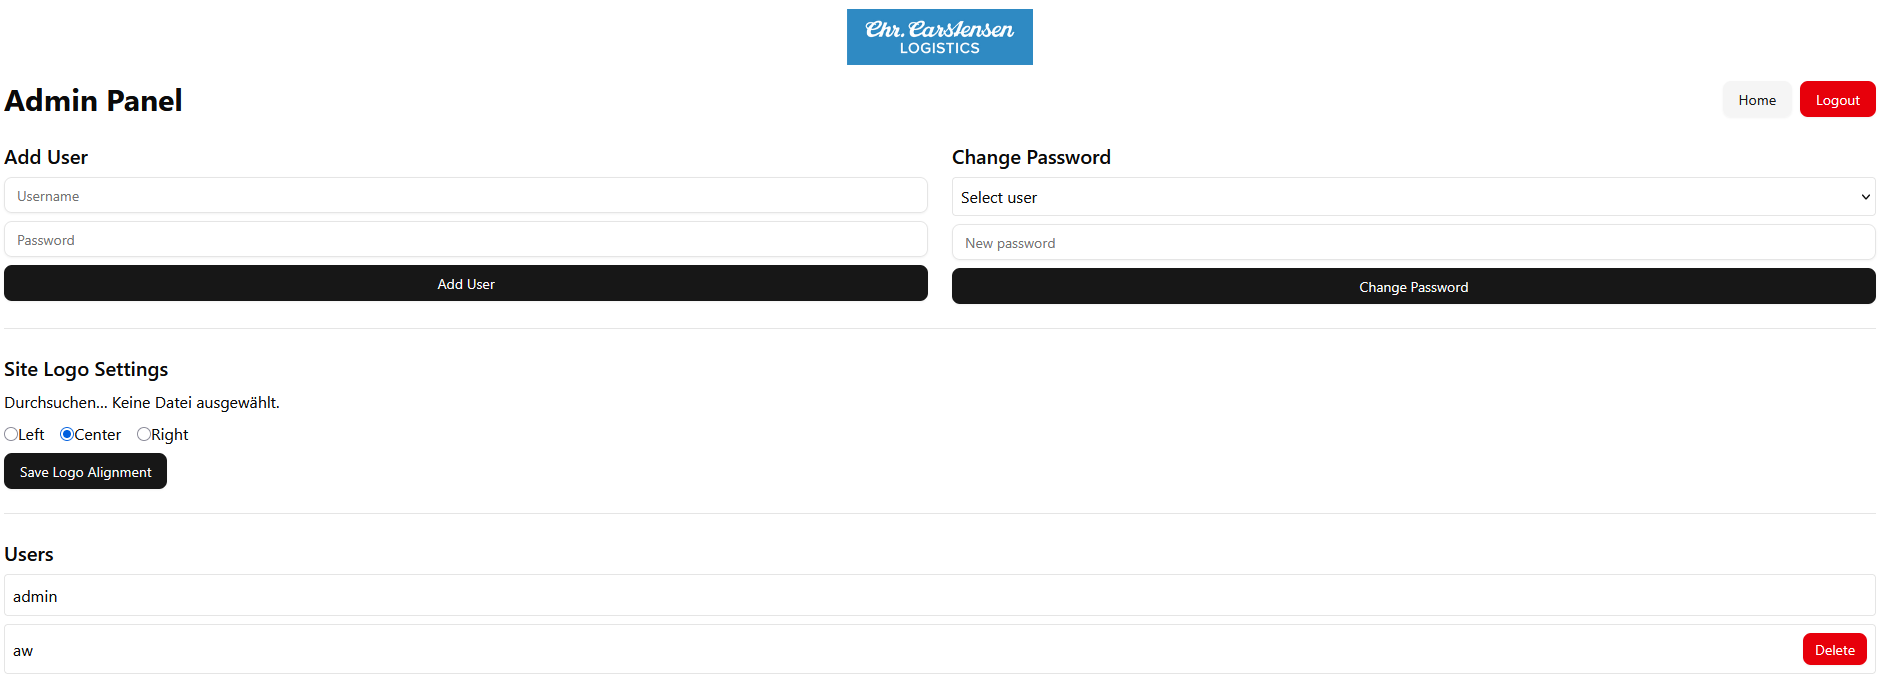 Chr. Carstensen
LOGISTICS
Admin Panel
Home
Logout
Add User
Username
Password
Add User
Change Password
Select user
New password
Change Password
Site Logo Settings
Durchsuchen... Keine Datei ausgewählt.
Left Center Right
Save Logo Alignment
Users
admin
aw
Delete